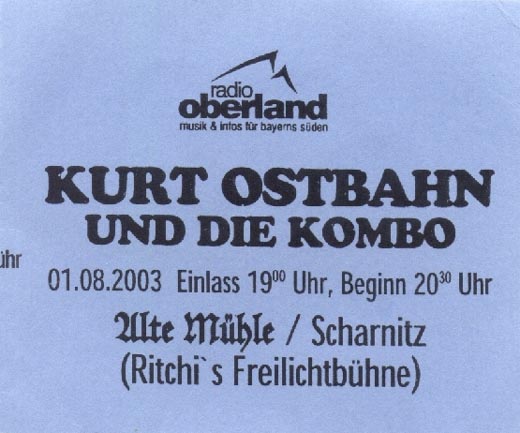 radio
oberland
musik & infos für bayerns süden
KURT OSTBAHN
UND DIE KOMBO
ühr
01.08.2003 Einlass 19⁰⁰ Uhr, Beginn 20³⁰ Uhr
Alte Mühle / Scharnitz
(Ritchi`s Freilichtbühne)